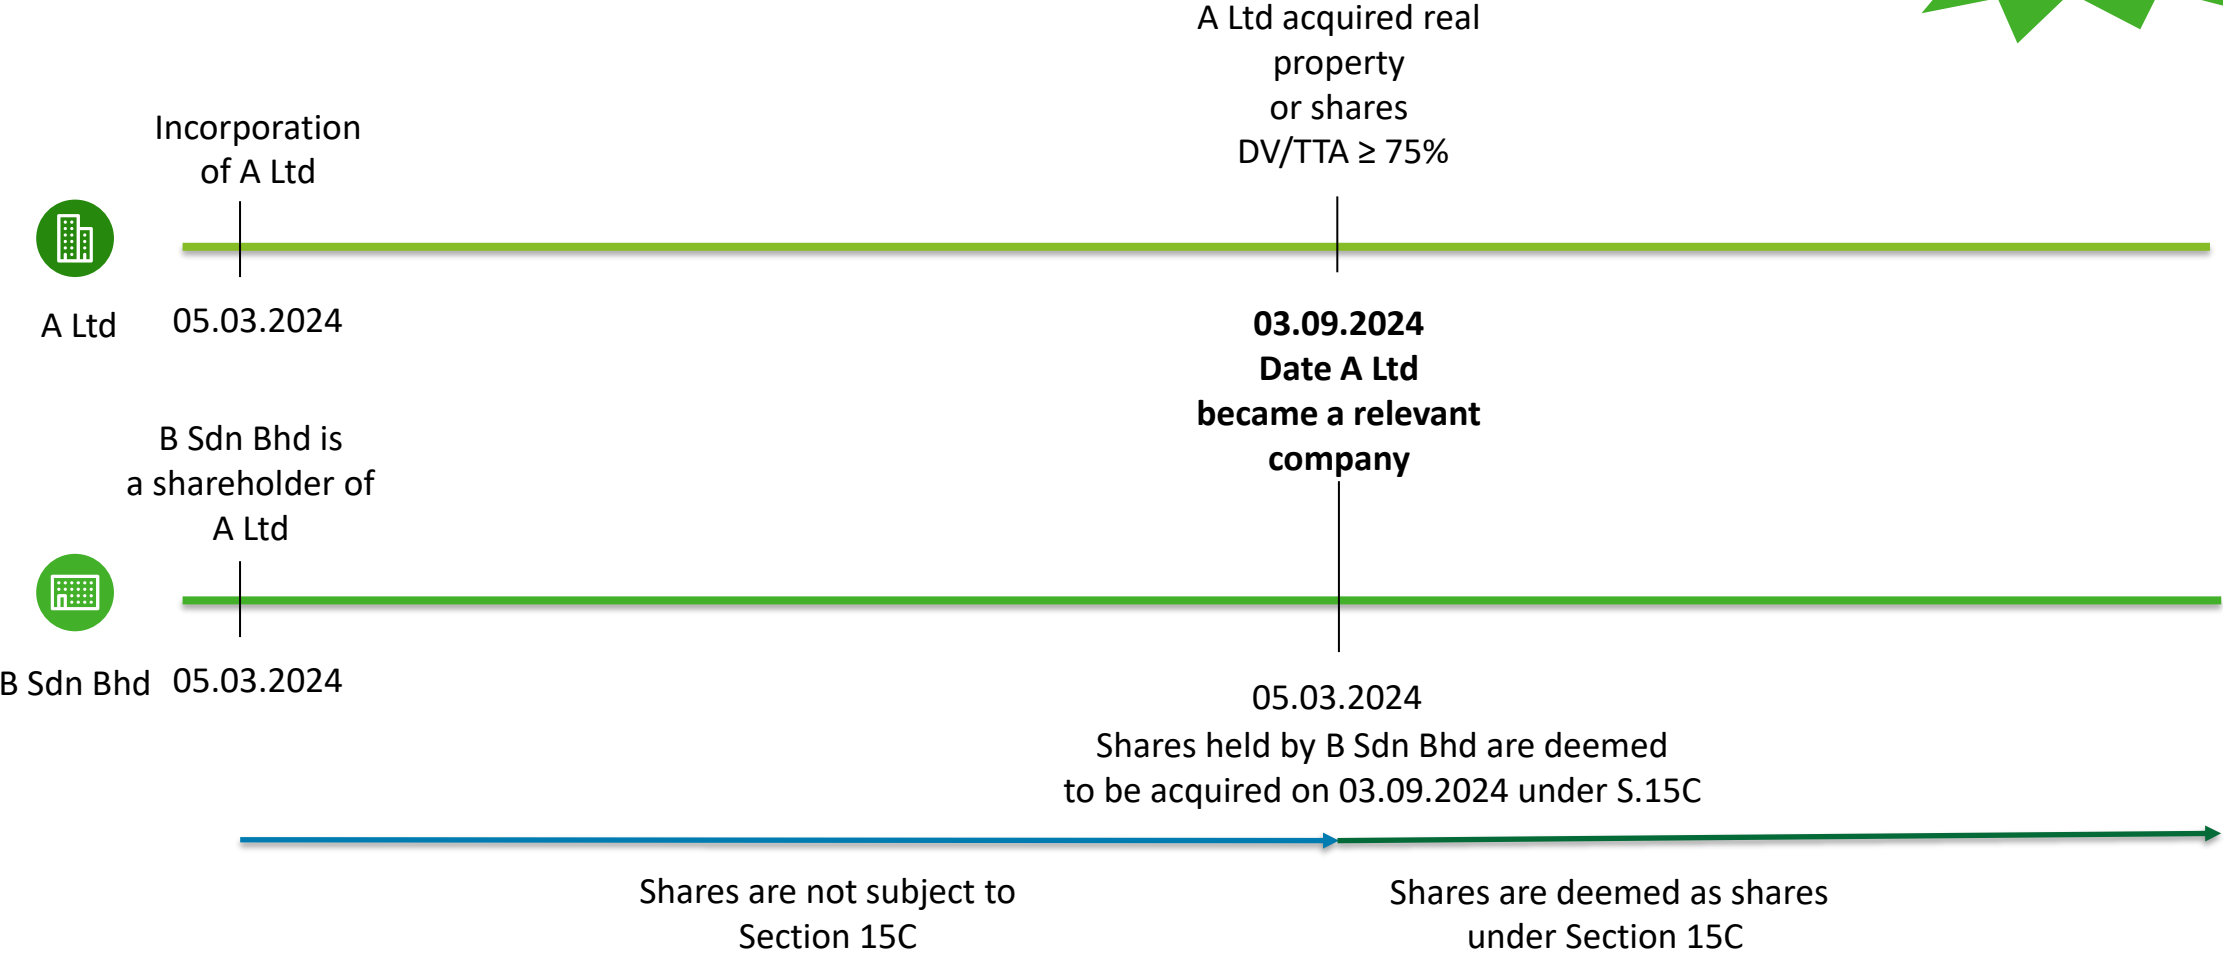 A Ltd acquired real
property
or shares
DV/TTA ≥ 75%
Incorporation
of A Ltd
A Ltd
05.03.2024
03.09.2024
Date A Ltd
became a relevant
company
B Sdn Bhd is
a shareholder of
A Ltd
B Sdn Bhd
05.03.2024
05.03.2024
Shares held by B Sdn Bhd are deemed
to be acquired on 03.09.2024 under S.15C
Shares are not subject to
Section 15C
Shares are deemed as shares
under Section 15C